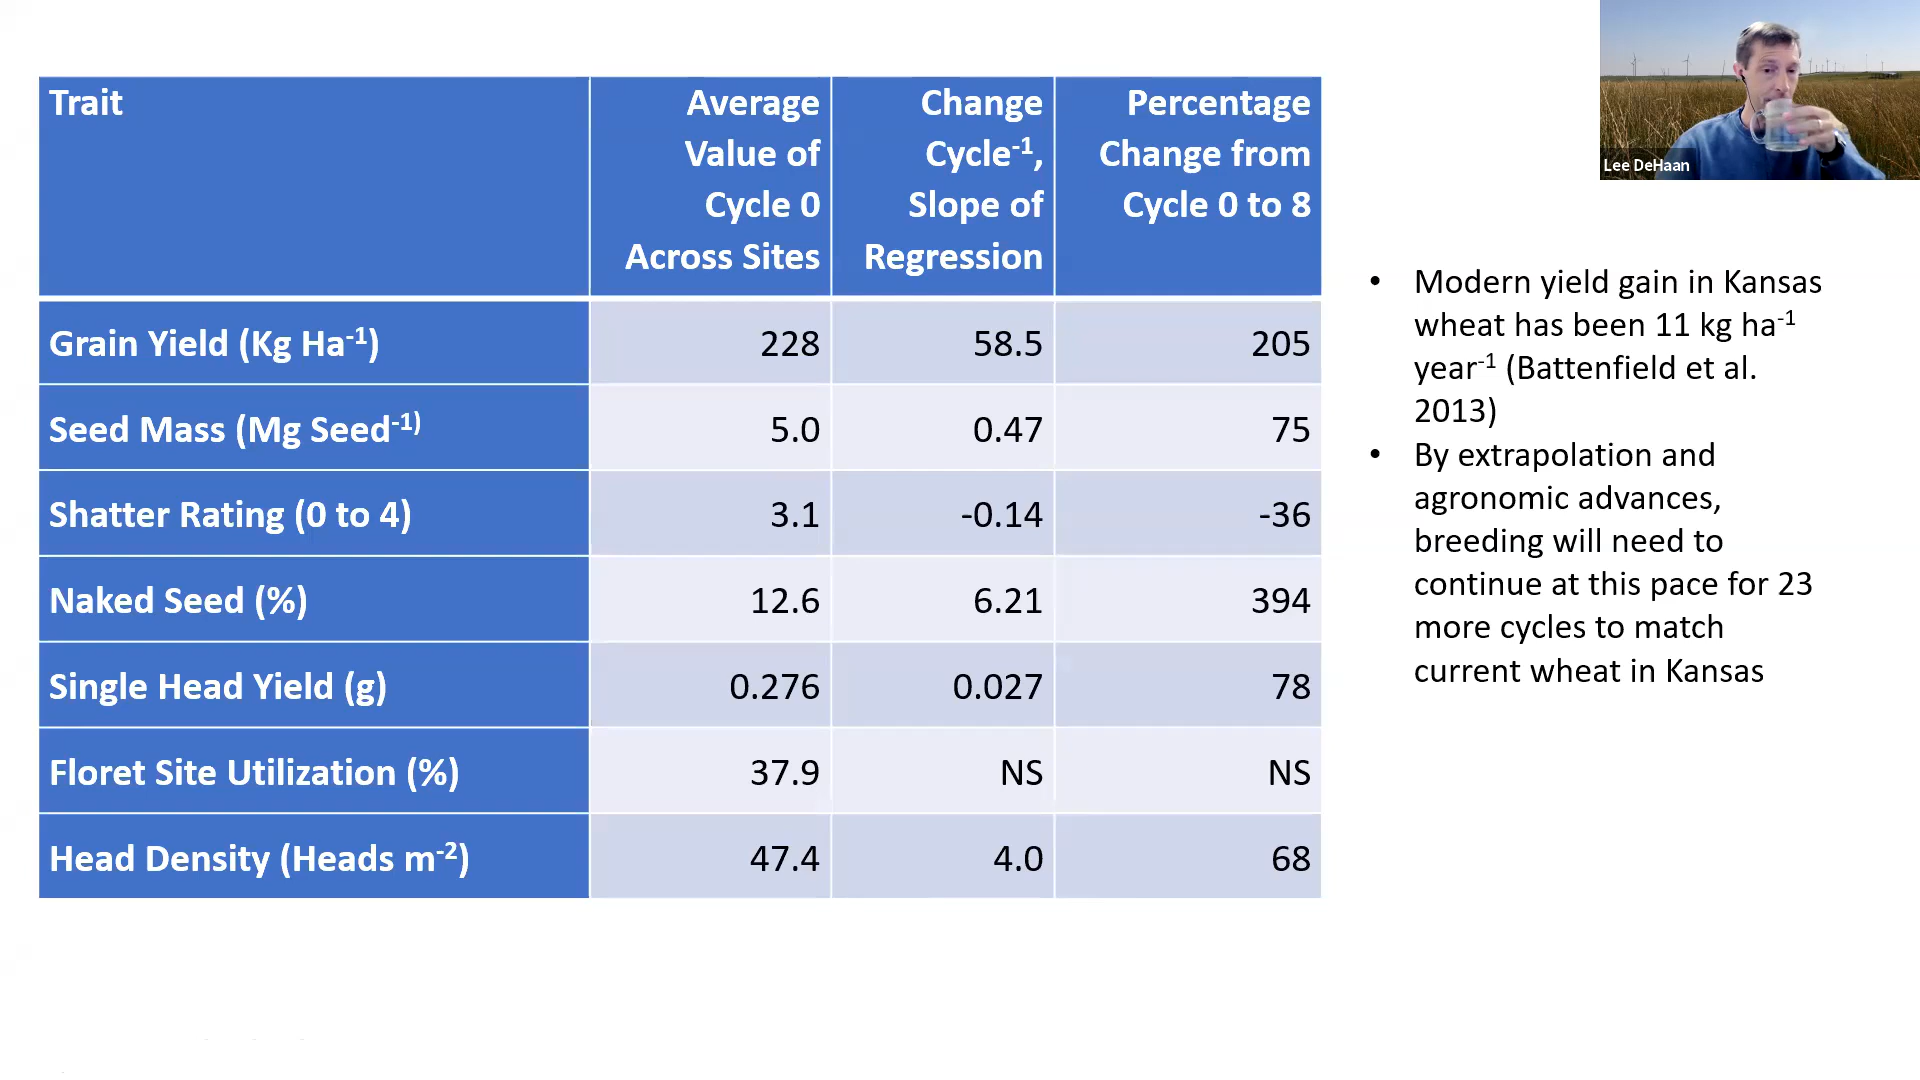 Trait
Average
Value of
Cycle 0
Across Sites
Change
Cycle⁻¹,
Slope of
Regression
Percentage
Change from
Cycle 0 to 8
Grain Yield (Kg Ha⁻¹) 228 58.5 205
Seed Mass (Mg Seed⁻¹⁾ 5.0 0.47 75
Shatter Rating (0 to 4) 3.1 -0.14 -36
Naked Seed (%) 12.6 6.21 394
Single Head Yield (g) 0.276 0.027 78
Floret Site Utilization (%) 37.9 NS NS
Head Density (Heads m⁻²) 47.4 4.0 68
Lee DeHaan
• Modern yield gain in Kansas
wheat has been 11 kg ha⁻¹
year⁻¹ (Battenfield et al.
2013)
• By extrapolation and
agronomic advances,
breeding will need to
continue at this pace for 23
more cycles to match
current wheat in Kansas